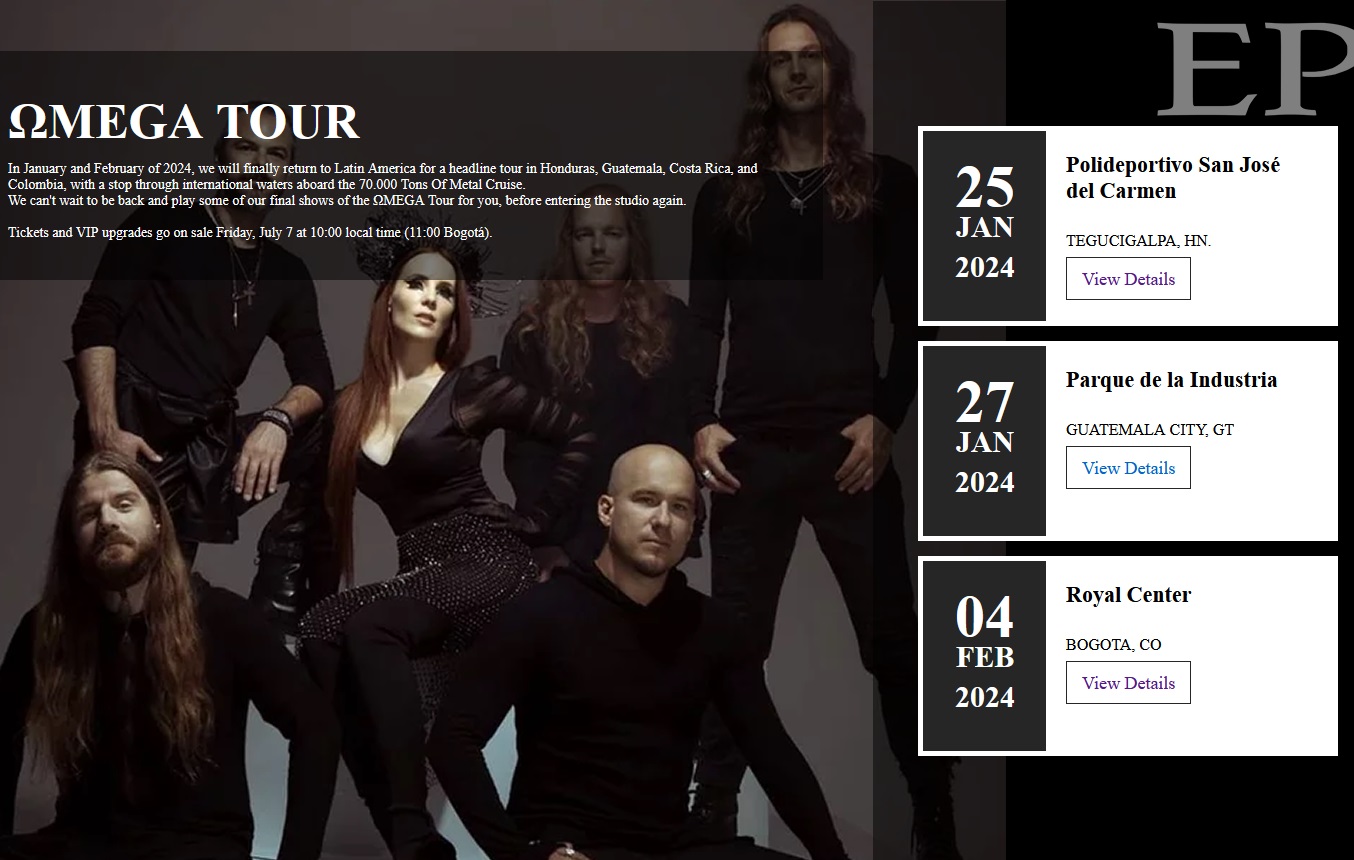 ΩMEGA TOUR
In January and February of 2024, we will finally return to Latin America for a headline tour in Honduras, Guatemala, Costa Rica, and
Colombia, with a stop through international waters aboard the 70.000 Tons Of Metal Cruise.
We can't wait to be back and play some of our final shows of the ΩMEGA Tour for you, before entering the studio again.
Tickets and VIP upgrades go on sale Friday, July 7 at 10:00 local time (11:00 Bogotá).
EP
25
JAN
2024
Polideportivo San José
del Carmen
TEGUCIGALPA, HN.
View Details
27
JAN
2024
Parque de la Industria
GUATEMALA CITY, GT
View Details
04
FEB
2024
Royal Center
BOGOTA, CO
View Details